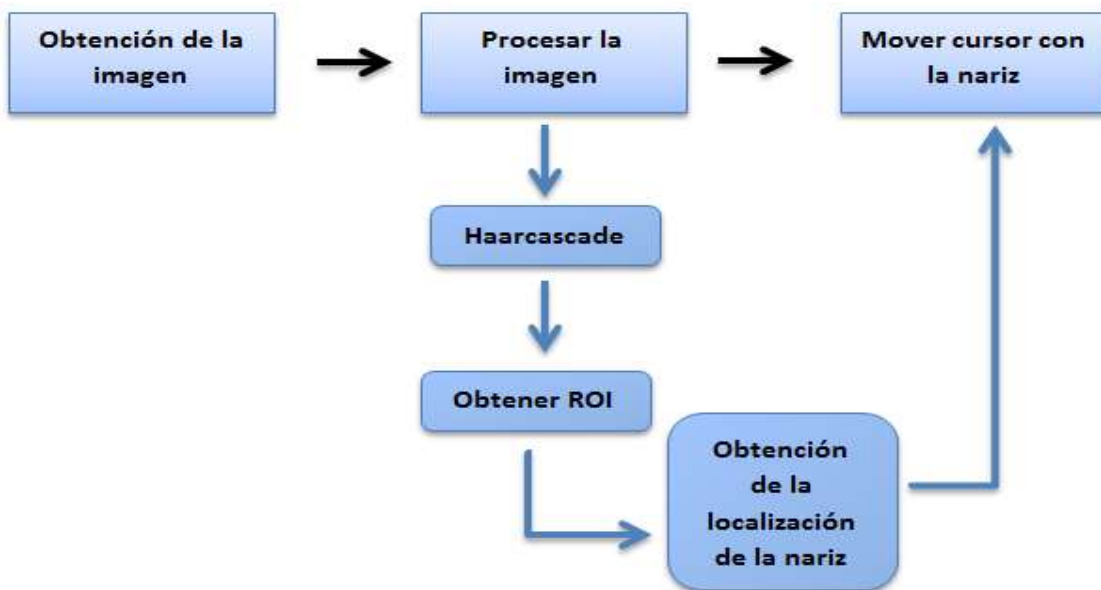 Obtención de la
imagen
Procesar la
imagen
Mover cursor con
la nariz
Haarcascade
Obtener ROI
Obtención
de la
localización
de la nariz